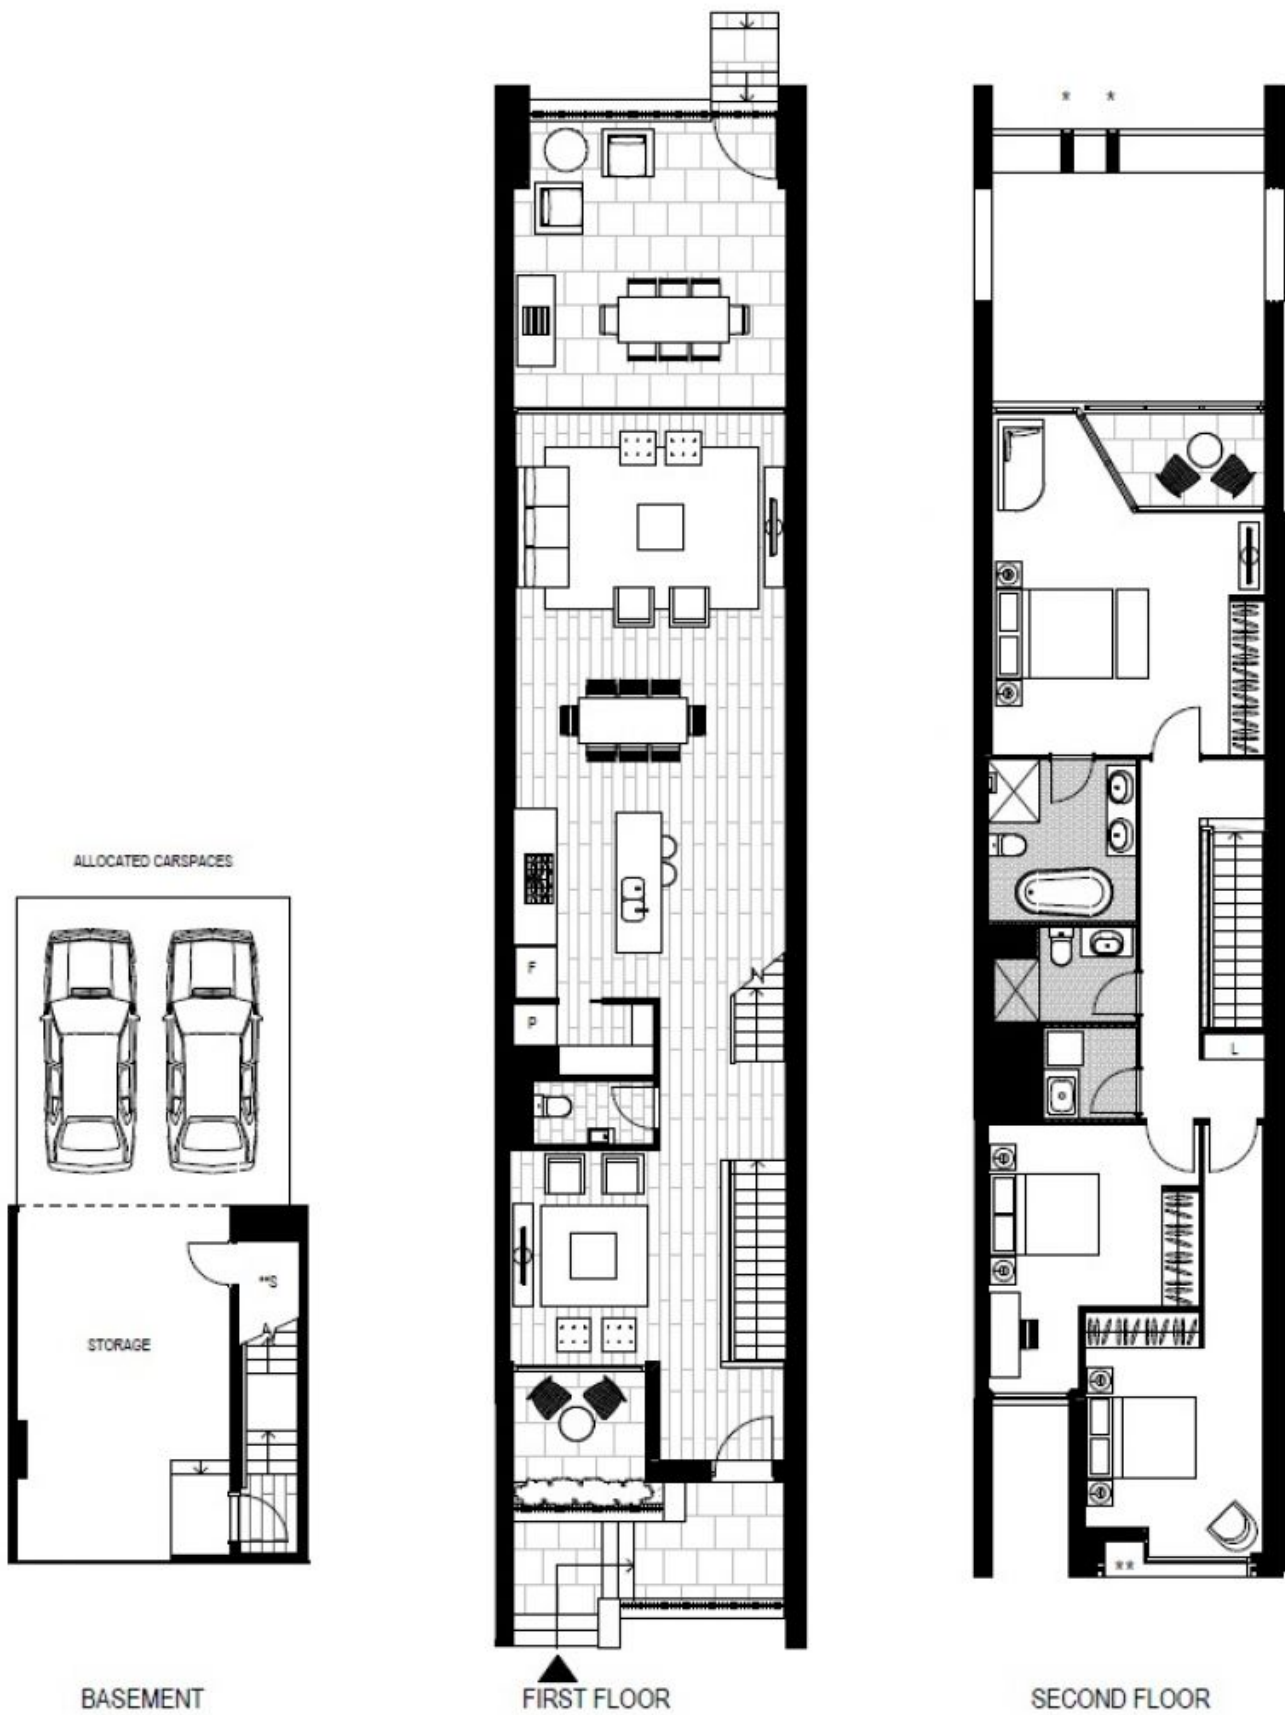 * *
ALLOCATED CARSPACES
F
P
L
**S
STORAGE
**
BASEMENT
FIRST FLOOR
SECOND FLOOR